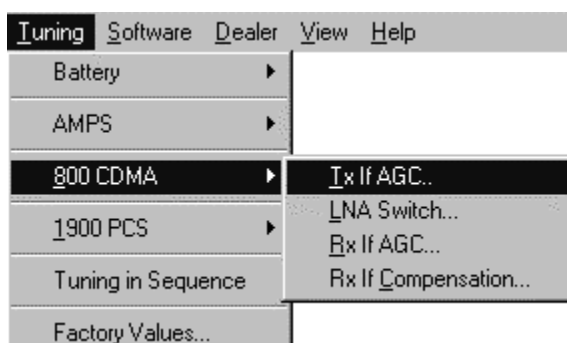 Tuning Software Dealer View Help
Battery
AMPS
800 CDMA
Tx If AGC..
LNA Switch...
1900 PCS
Rx If AGC...
Tuning in Sequence
Rx If Compensation...
Factory Values...